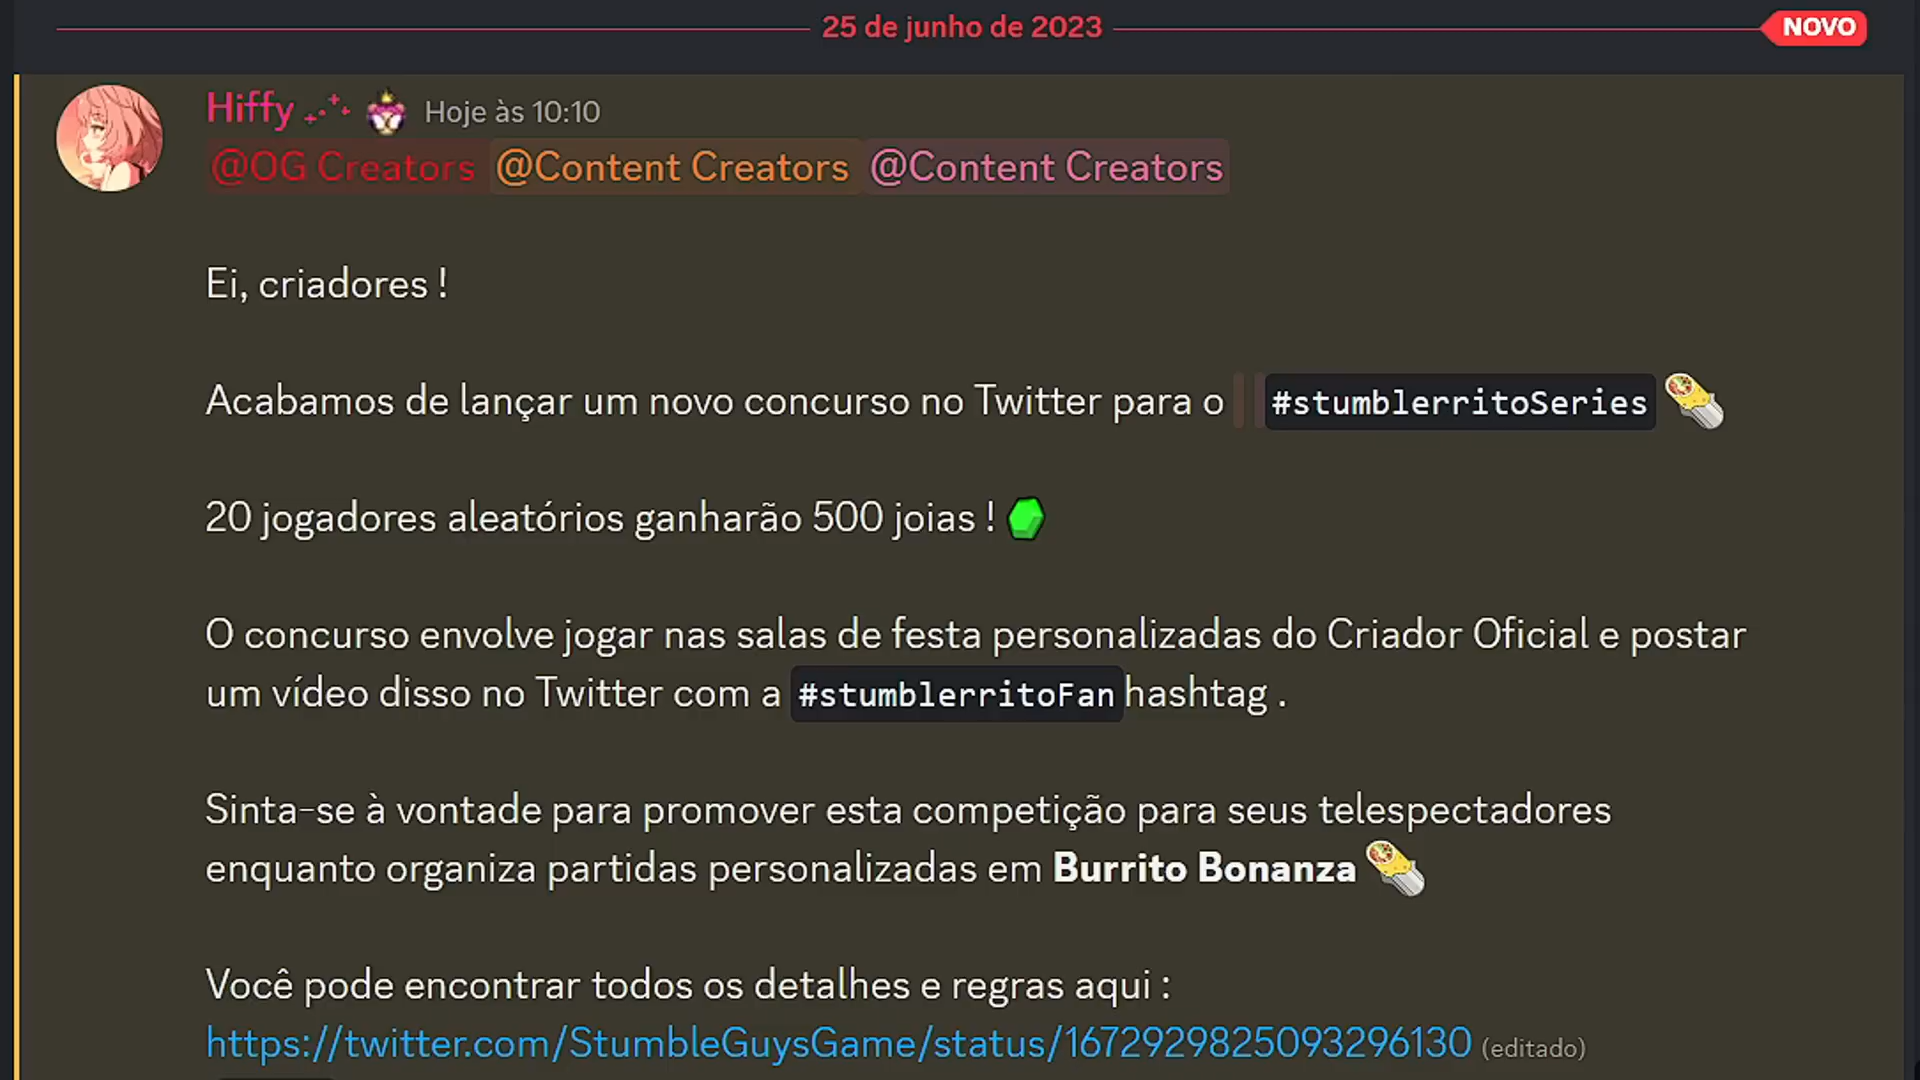 25 de junho de 2023 NOVO
Hiffy Hoje às 10:10
@OG Creators @Content Creators @Content Creators
Ei, criadores !
Acabamos de lançar um novo concurso no Twitter para o #stumblerritoSeries
20 jogadores aleatórios ganharão 500 joias !
O concurso envolve jogar nas salas de festa personalizadas do Criador Oficial e postar
um vídeo disso no Twitter com a #stumblerritoFan hashtag .
Sinta-se à vontade para promover esta competição para seus telespectadores
enquanto organiza partidas personalizadas em Burrito Bonanza
Você pode encontrar todos os detalhes e regras aqui :
https://twitter.com/StumbleGuysGame/status/1672929825093296130 (editado)